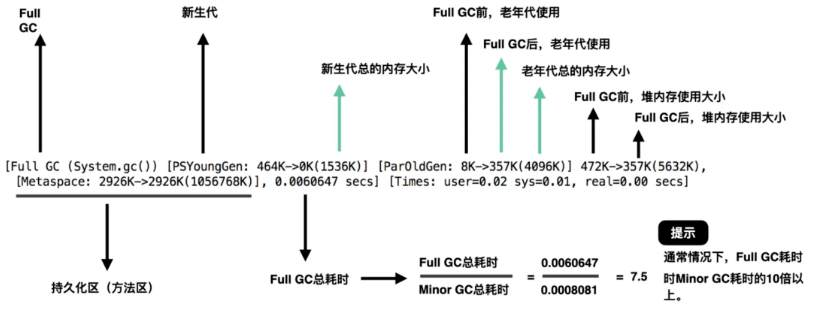 Full
GC
新生代
Full GC前，老年代使用
Full GC后，老年代使用
新生代总的内存大小
老年代总的内存大小
Full GC前，堆内存使用大小
Full GC后，堆内存使用大小
[Full GC (System.gc()) [PSYoungGen: 464K->0K(1536K)] [ParOldGen: 8K->357K(4096K)] 472K->357K(5632K),
[Metaspace: 2926K->2926K(1056768K)], 0.0060647 secs] [Times: user=0.02 sys=0.01, real=0.00 secs]
持久化区（方法区）
Full GC总耗时
Full GC总耗时
Minor GC总耗时
=
0.0060647
0.0008081
= 7.5
提示
通常情况下，Full GC耗时
时Minor GC耗时的10倍以
上。